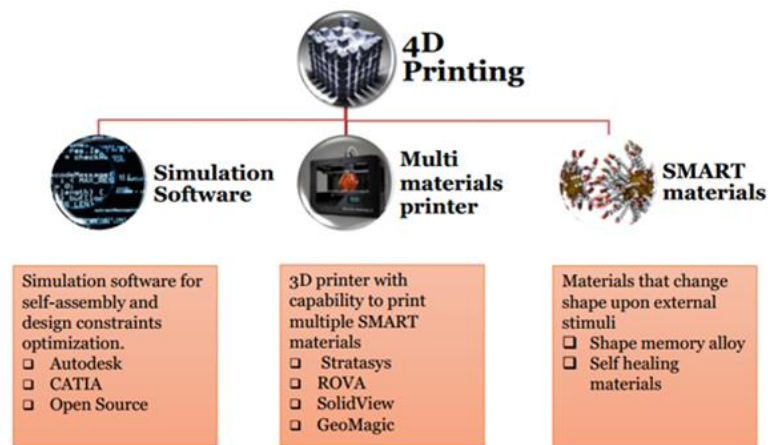 4D
Printing
Simulation
Software
Multi
materials
printer
SMART
materials
Simulation software for
self-assembly and
design constraints
optimization.
❑ Autodesk
❑ CATIA
❑ Open Source
3D printer with
capability to print
multiple SMART
materials
❑ Stratasys
❑ ROVA
❑ SolidView
❑ GeoMagic
Materials that change
shape upon external
stimuli
❑ Shape memory alloy
❑ Self healing
materials